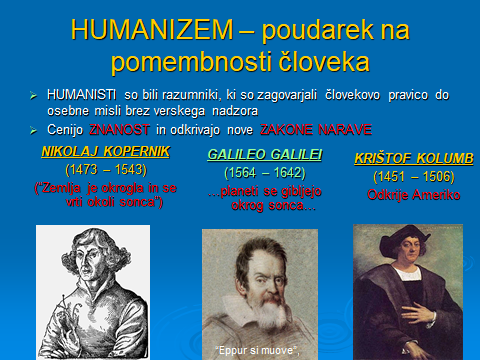 HUMANIZEM – poudarek na
pomembnosti človeka
HUMANISTI so bili razumniki, ki so zagovarjali človekovo pravico do
osebne misli brez verskega nadzora
Cenijo ZNANOST in odkrivajo nove ZAKONE NARAVE
NIKOLAJ KOPERNIK
(1473 – 1543)
("Zemlja je okrogla in se
vrti okoli sonca")
GALILEO GALILEI
(1564 – 1642)
…planeti se gibljejo
okrog sonca…
"Eppur si muove",
KRIŠTOF KOLUMB
(1451 – 1506)
Odkrije Ameriko